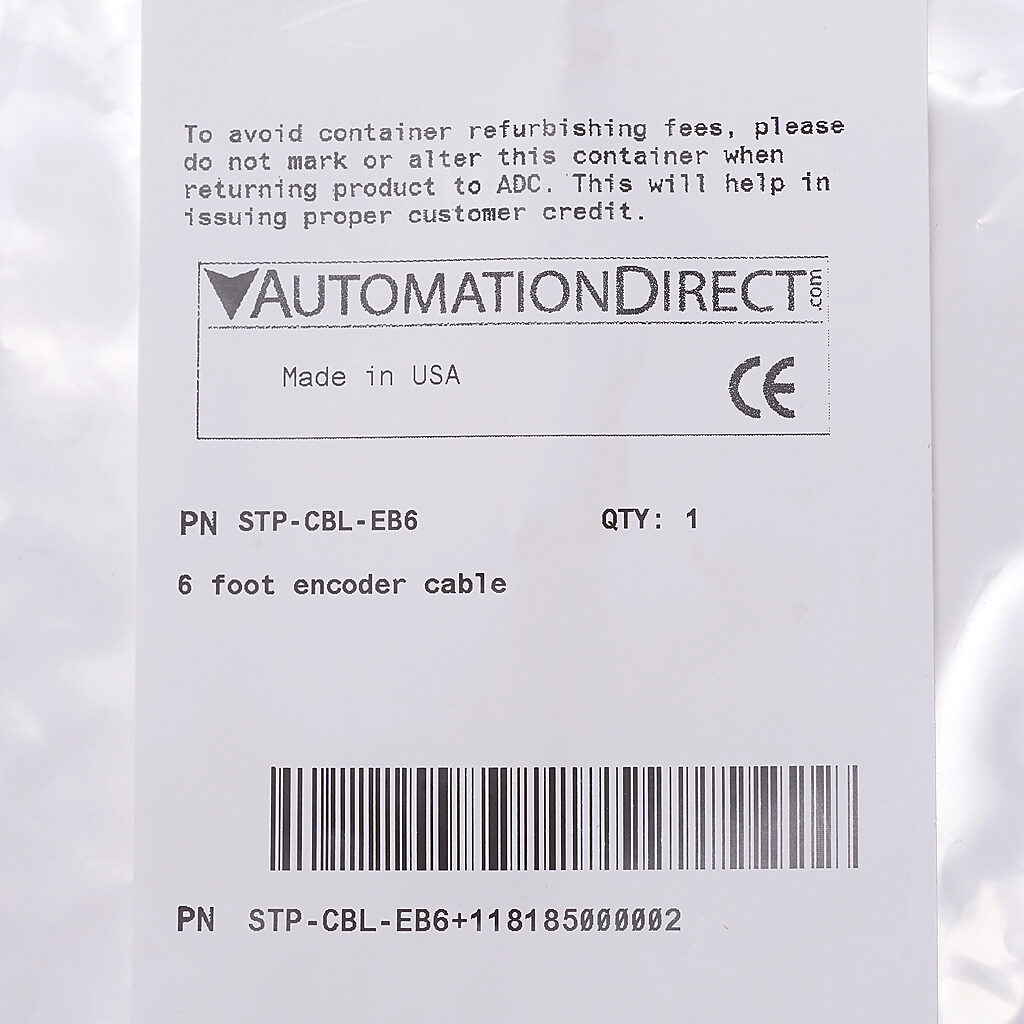 To avoid container refurbishing fees, please
do not mark or alter this container when
returning product to ADC. This will help in
issuing proper customer credit.
AUTOMATIONDIRECT.com
Made in USA CE
PN STP-CBL-EB6 QTY: 1
6 foot encoder cable
PN STP-CBL-EB6+118185000002